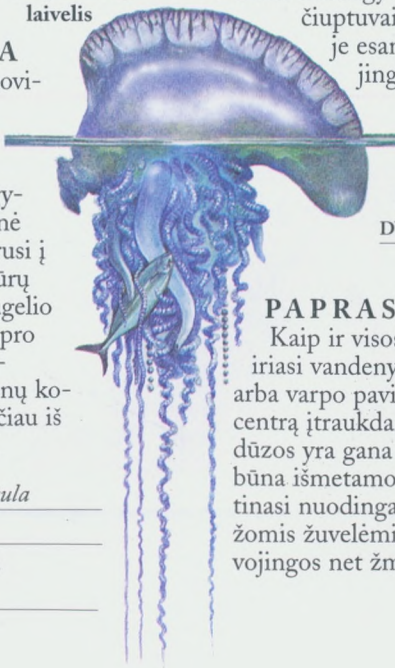 laivelis
A
ovi-
ry-
nė
rusi į
ūrų
gelio
pro
-
nų ko-
čiau iš
ula
čiuptuvai
je esar
jing
D
PAPRAS
Kaip ir visos
iriasi vandeny
arba varpo pavi
centrą įtraukda
dūzos yra gana
būna išmetamo
tinasi nuodinga
žomis žuvelėmi
vojingos net žm